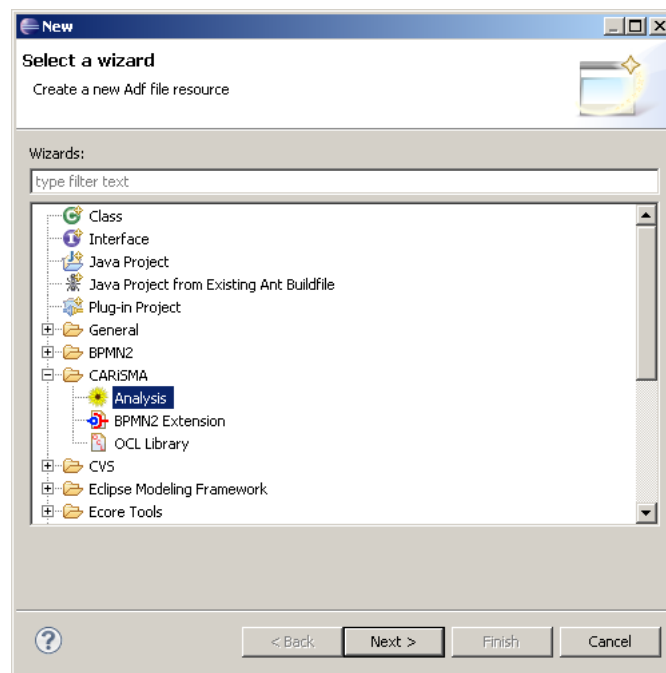 New
Select a wizard
Create a new Adf file resource
Wizards:
type filter text
Class
Interface
Java Project
Java Project from Existing Ant Buildfile
Plug-in Project
General
BPMN2
CARiSMA
Analysis
BPMN2 Extension
OCL Library
CVS
Eclipse Modeling Framework
Ecore Tools
? < Back Next > Finish Cancel